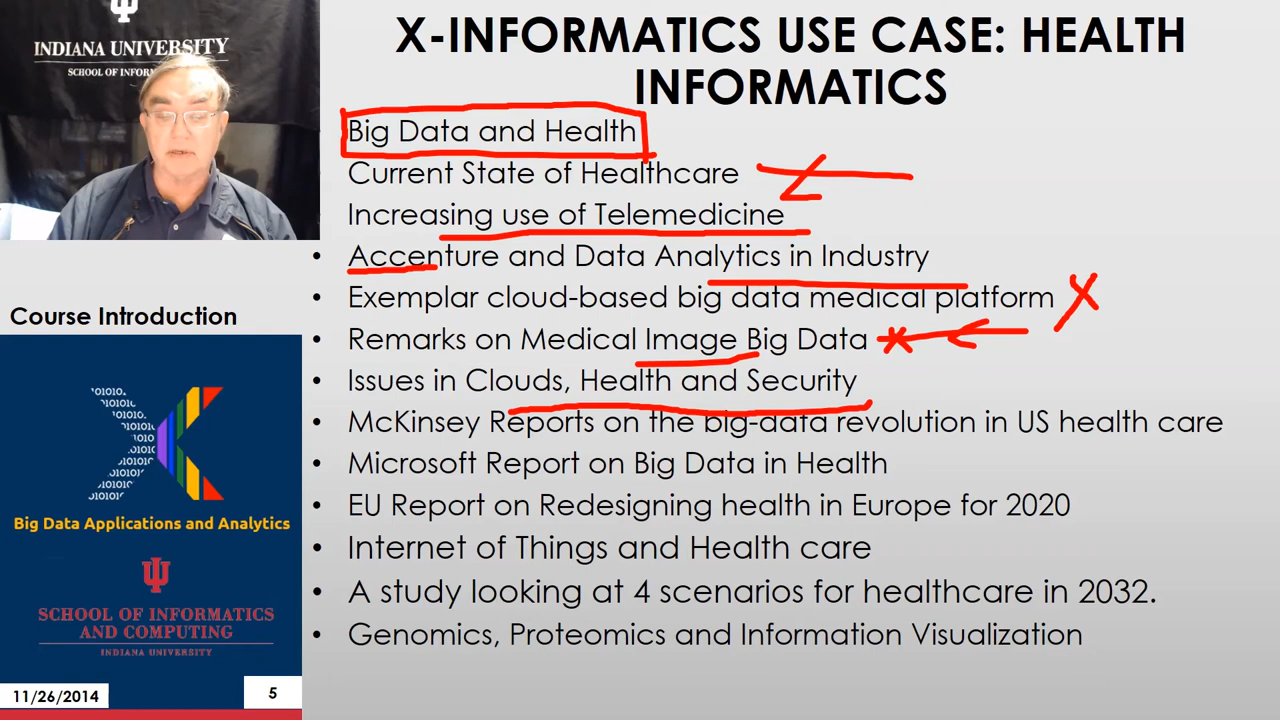 INDIANA UNIVERSITY
SCHOOL OF INFOR
X-INFORMATICS USE CASE: HEALTH
INFORMATICS
Big Data and Health
Current State of Healthcare
Increasing use of Telemedicine
• Accenture and Data Analytics in Industry
• Exemplar cloud-based big data medical platform
• Remarks on Medical Image Big Data
• Issues in Clouds, Health and Security
• McKinsey Reports on the big-data revolution in US health care
• Microsoft Report on Big Data in Health
• EU Report on Redesigning health in Europe for 2020
• Internet of Things and Health care
• A study looking at 4 scenarios for healthcare in 2032.
• Genomics, Proteomics and Information Visualization
Course Introduction
Big Data Applications and Analytics
SCHOOL OF INFORMATICS
AND COMPUTING
INDIANA UNIVERSITY
11/26/2014
5